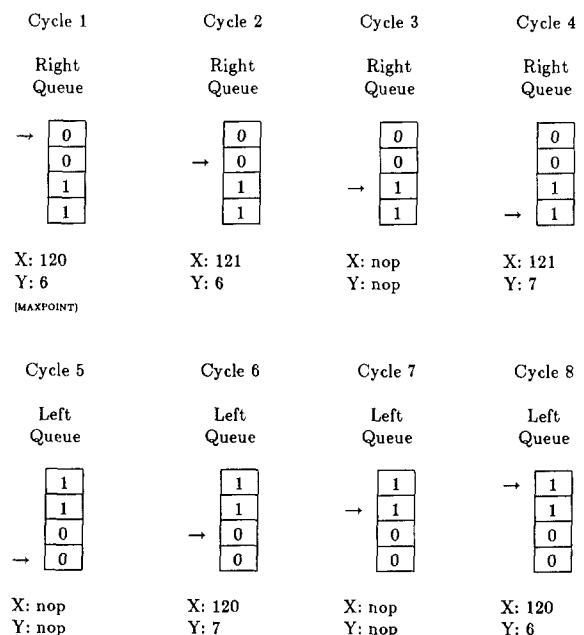 Cycle 1 Cycle 2 Cycle 3 Cycle 4
Right Right Right Right
Queue Queue Queue Queue
→ 0 0 0 0
0 → 0 0 0
1 1 → 1 1
1 1 1 → 1
X: 120 X: 121 X: nop X: 121
Y: 6 Y: 6 Y: nop Y: 7
(MAXPOINT)
Cycle 5 Cycle 6 Cycle 7 Cycle 8
Left Left Left Left
Queue Queue Queue Queue
1 1 1 → 1
1 1 → 1 1
0 → 0 0 0
→ 0 0 0 0
X: nop X: 120 X: nop X: 120
Y: nop Y: 7 Y: nop Y: 6